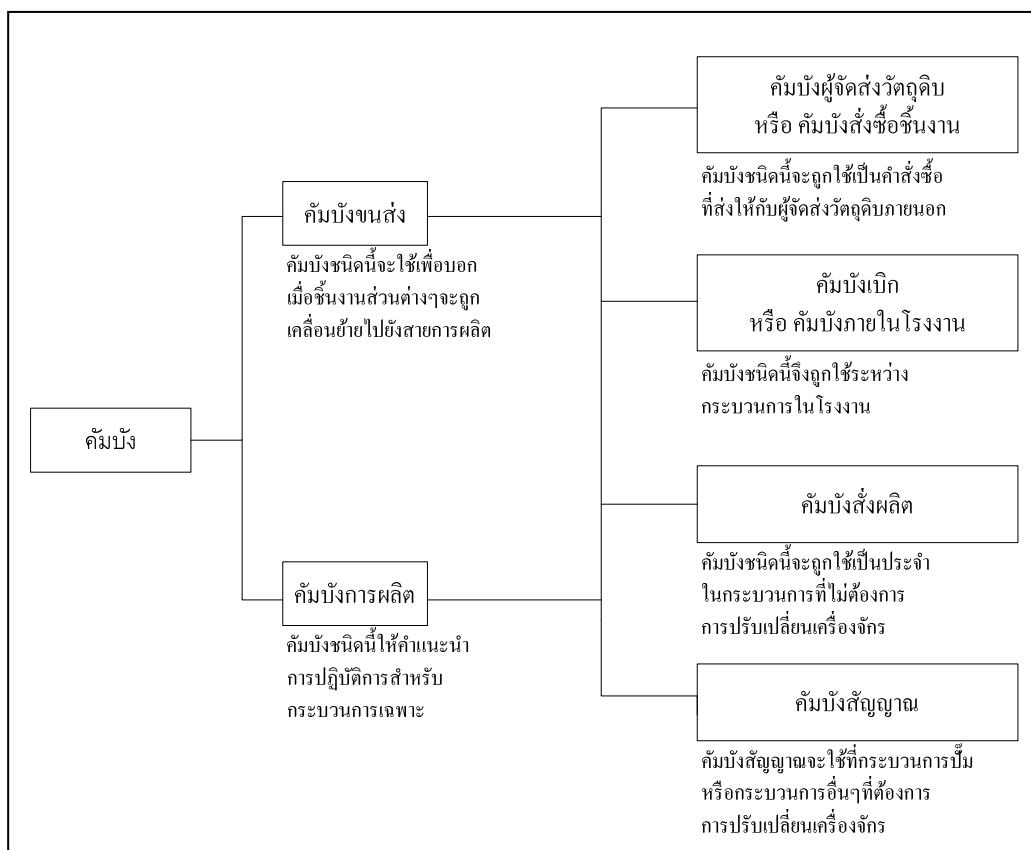 คัมบัง
คัมบังขนส่ง
คัมบังชนิดนี้จะใช้เพื่อบอก
เมื่อชิ้นงานส่วนต่างๆจะถูก
เคลื่อนย้ายไปยังสายการผลิต
คัมบังการผลิต
คัมบังชนิดนี้ให้คำแนะนำ
การปฏิบัติการสำหรับ
กระบวนการเฉพาะ
คัมบังผู้จัดส่งวัตถุดิบ
หรือ คัมบังสั่งซื้อชิ้นงาน
คัมบังชนิดนี้จะถูกใช้เป็นคำสั่งซื้อ
ที่ส่งให้กับผู้จัดส่งวัตถุดิบภายนอก
คัมบังเบิก
หรือ คัมบังภายในโรงงาน
คัมบังชนิดนี้จึงถูกใช้ระหว่าง
กระบวนการในโรงงาน
คัมบังสั่งผลิต
คัมบังชนิดนี้จะถูกใช้เป็นประจำ
ในกระบวนการที่ไม่ต้องการ
การปรับเปลี่ยนเครื่องจักร
คัมบังสัญญาณ
คัมบังสัญญาณจะใช้ที่กระบวนการปั๊ม
หรือกระบวนการอื่นๆที่ต้องการ
การปรับเปลี่ยนเครื่องจักร